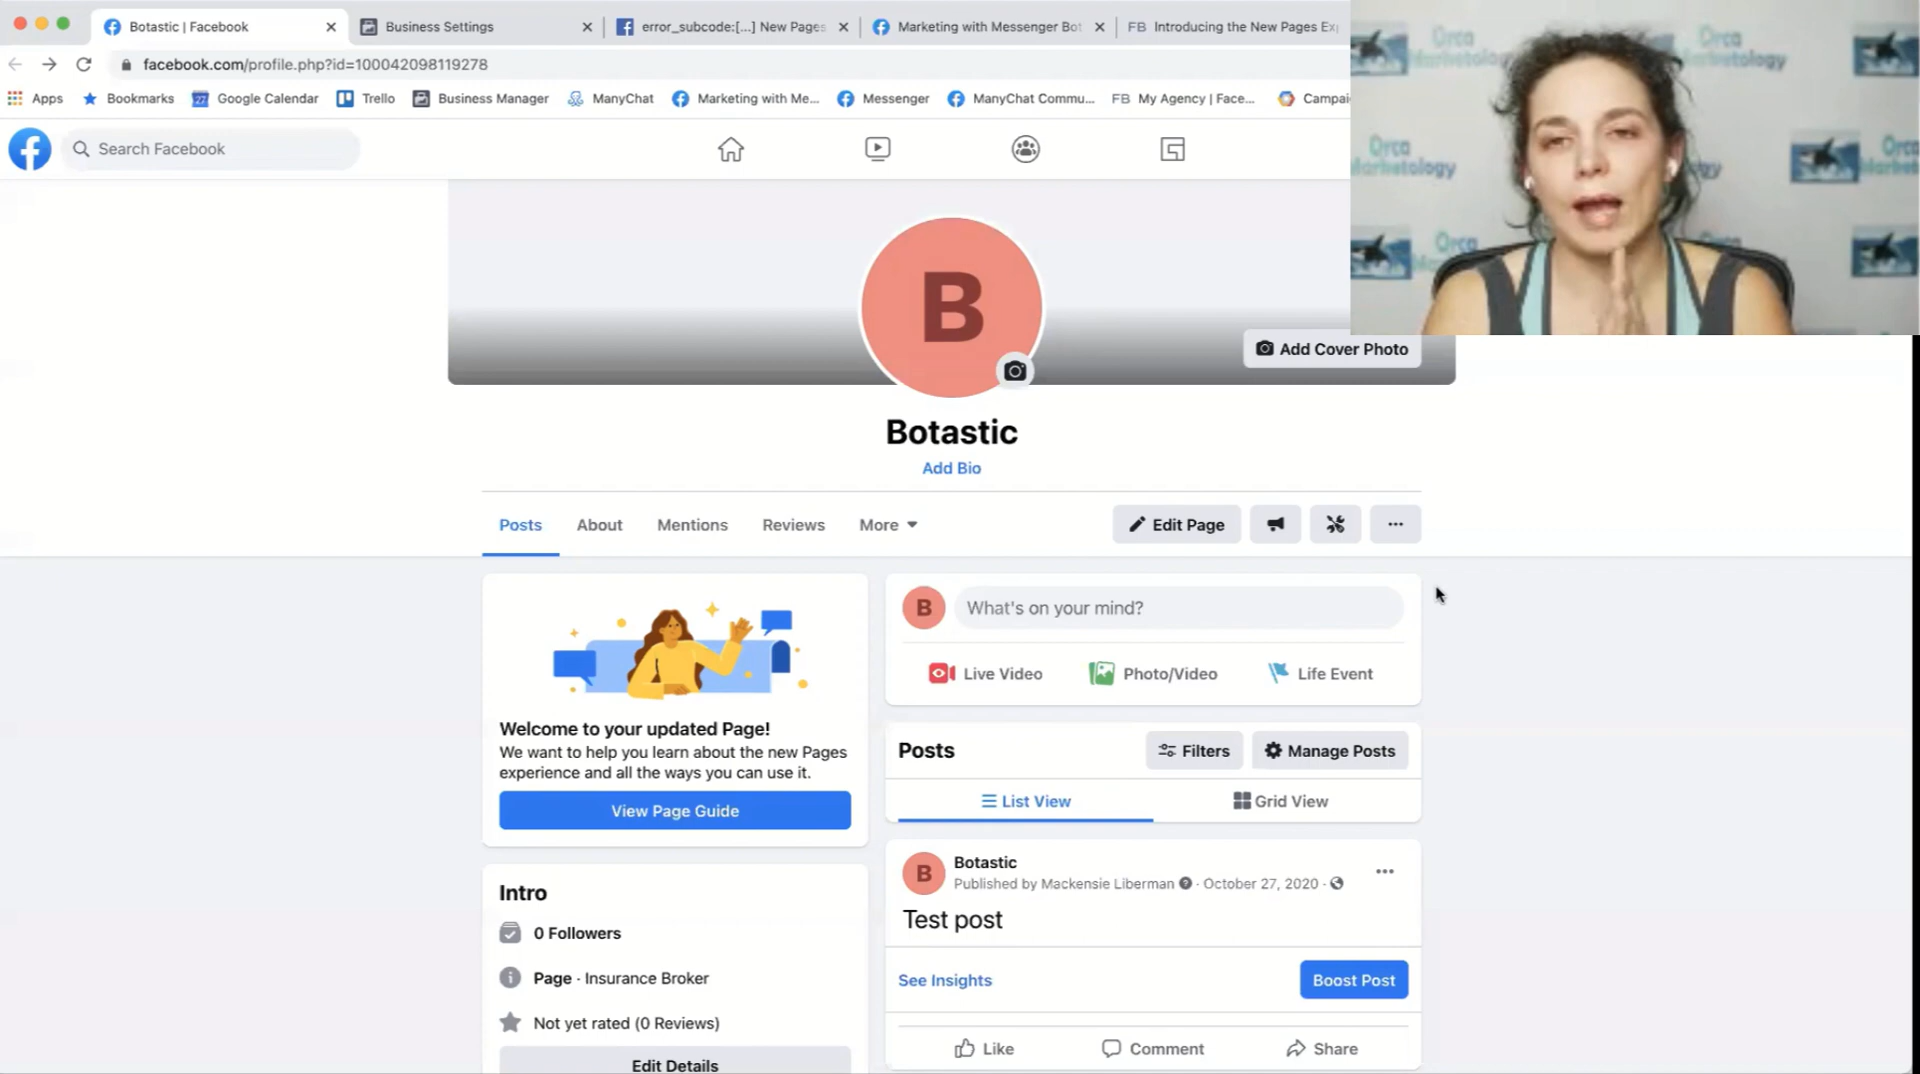 Botastic | Facebook
Business Settings
error_subcode:[...] New Pages
Marketing with Messenger Bot
FB Introducing the New Pages Ex
facebook.com/profile.php?id=100042098119278
Apps
Bookmarks
27 Google Calendar
Trello
Business Manager
ManyChat
Marketing with Me...
Messenger
ManyChat Commu...
FB My Agency | Face...
Campai
Search Facebook
Orca
Marketology
Orca
Marketology
B
Add Cover Photo
Botastic
Add Bio
Posts
About
Mentions
Reviews
More
Edit Page
B
What's on your mind?
Live Video
Photo/Video
Life Event
Welcome to your updated Page!
We want to help you learn about the new Pages
experience and all the ways you can use it.
View Page Guide
Posts
Filters
Manage Posts
List View
Grid View
Intro
0 Followers
Page · Insurance Broker
Not yet rated (0 Reviews)
Edit Details
B
Botastic
Published by Mackensie Liberman · October 27, 2020 ·
Test post
See Insights
Boost Post
Like
Comment
Share